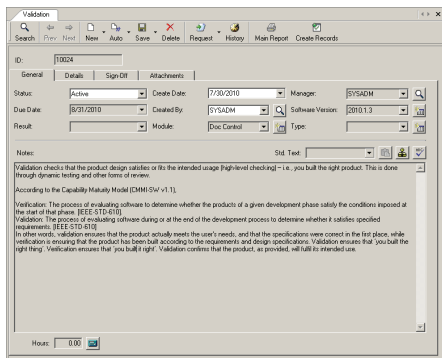 Validation
Search Prev Next New Auto Save Delete Request History Main Report Create Records
ID: 10024
General Details Sign-Off Attachments
Status: Active Create Date: 7/30/2010 Manager: SYSADM
Due Date: 8/31/2010 Created By: SYSADM Software Version: 2010.1.3
Result: Module: Doc Control Type:
Notes: Std. Text:
Validation checks that the product design satisfies or fits the intended usage (high-level checking) – i.e., you built the right product. This is done
through dynamic testing and other forms of review.
According to the Capability Maturity Model (CMMI-SW v1.1),
Verification: The process of evaluating software to determine whether the products of a given development phase satisfy the conditions imposed at
the start of that phase. [IEEE-STD-610].
Validation: The process of evaluating software during or at the end of the development process to determine whether it satisfies specified
requirements. [IEEE-STD-610]
In other words, validation ensures that the product actually meets the user's needs, and that the specifications were correct in the first place, while
verification is ensuring that the product has been built according to the requirements and design specifications. Validation ensures that 'you built the
right thing'. Verification ensures that 'you built it right'. Validation confirms that the product, as provided, will fulfil its intended use.
Hours: 0.00